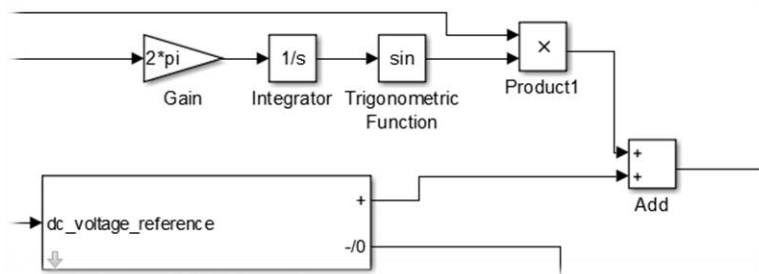 2*pi
1/s
sin
×
Gain
Integrator
Trigonometric
Function
Product1
+
+
Add
dc_voltage_reference
+
-/0